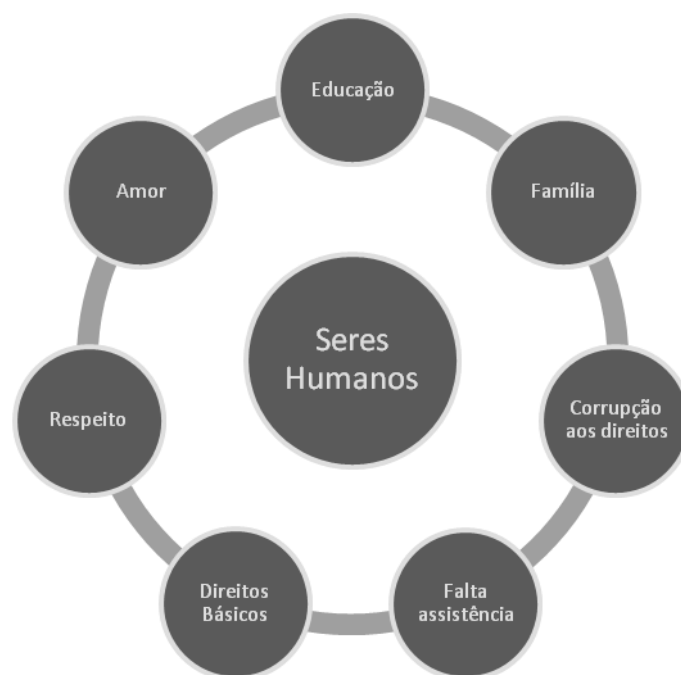 Educação
Amor
Família
Seres
Humanos
Respeito
Corrupção
aos direitos
Direitos
Básicos
Falta
assistência